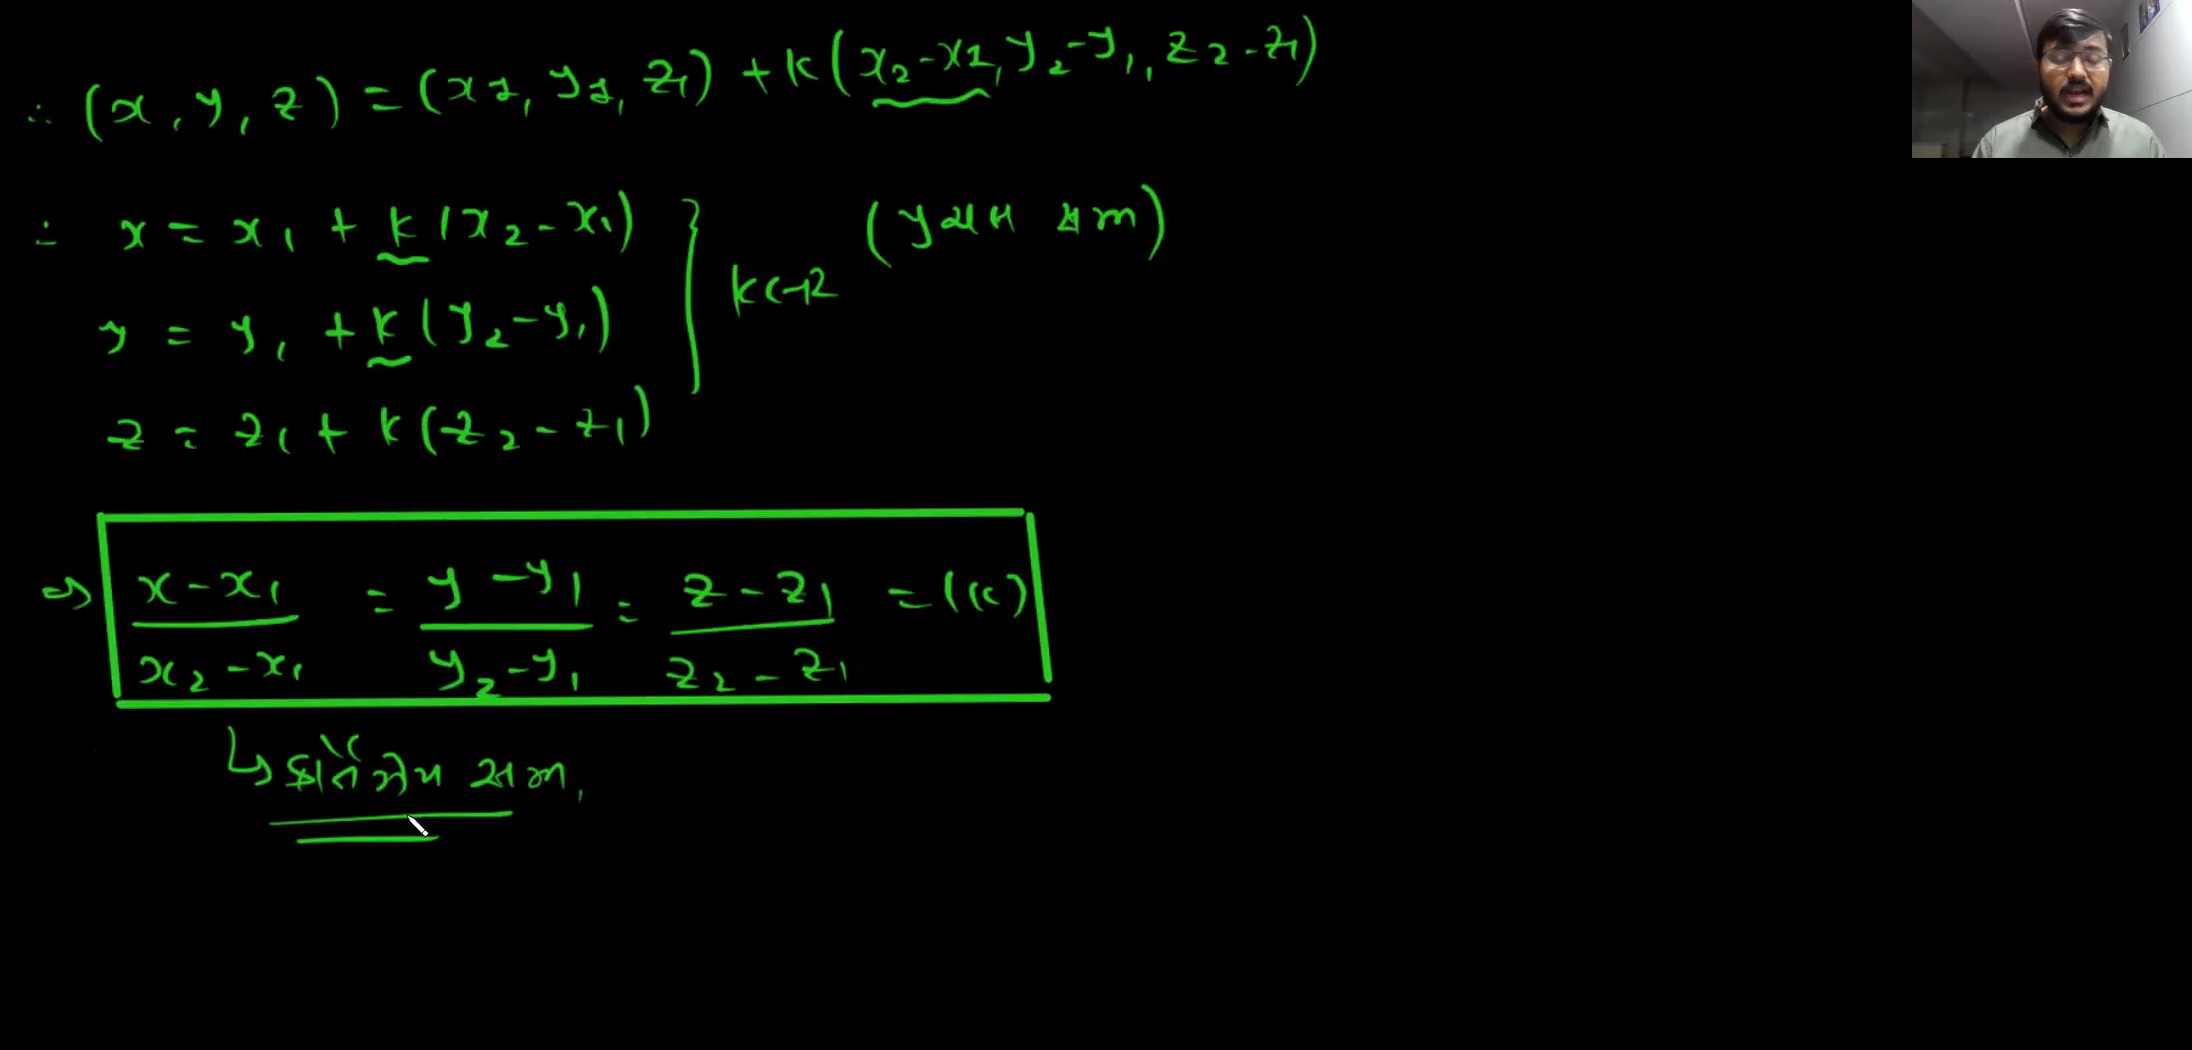 ∴ (x, y, z) = (x1, y1, z1) + k(x2-x1, y2-y1, z2-z1)
∴ x = x1 + k(x2-x1)
(પ્રચલ સમ)
k∈R
y = y1 + k(y2-y1)
z = z1 + k(z2-z1)
⇒ x-x1/x2-x1 = y-y1/y2-y1 = z-z1/z2-z1 = (k)
↳ કાર્તેઝીય સમ.